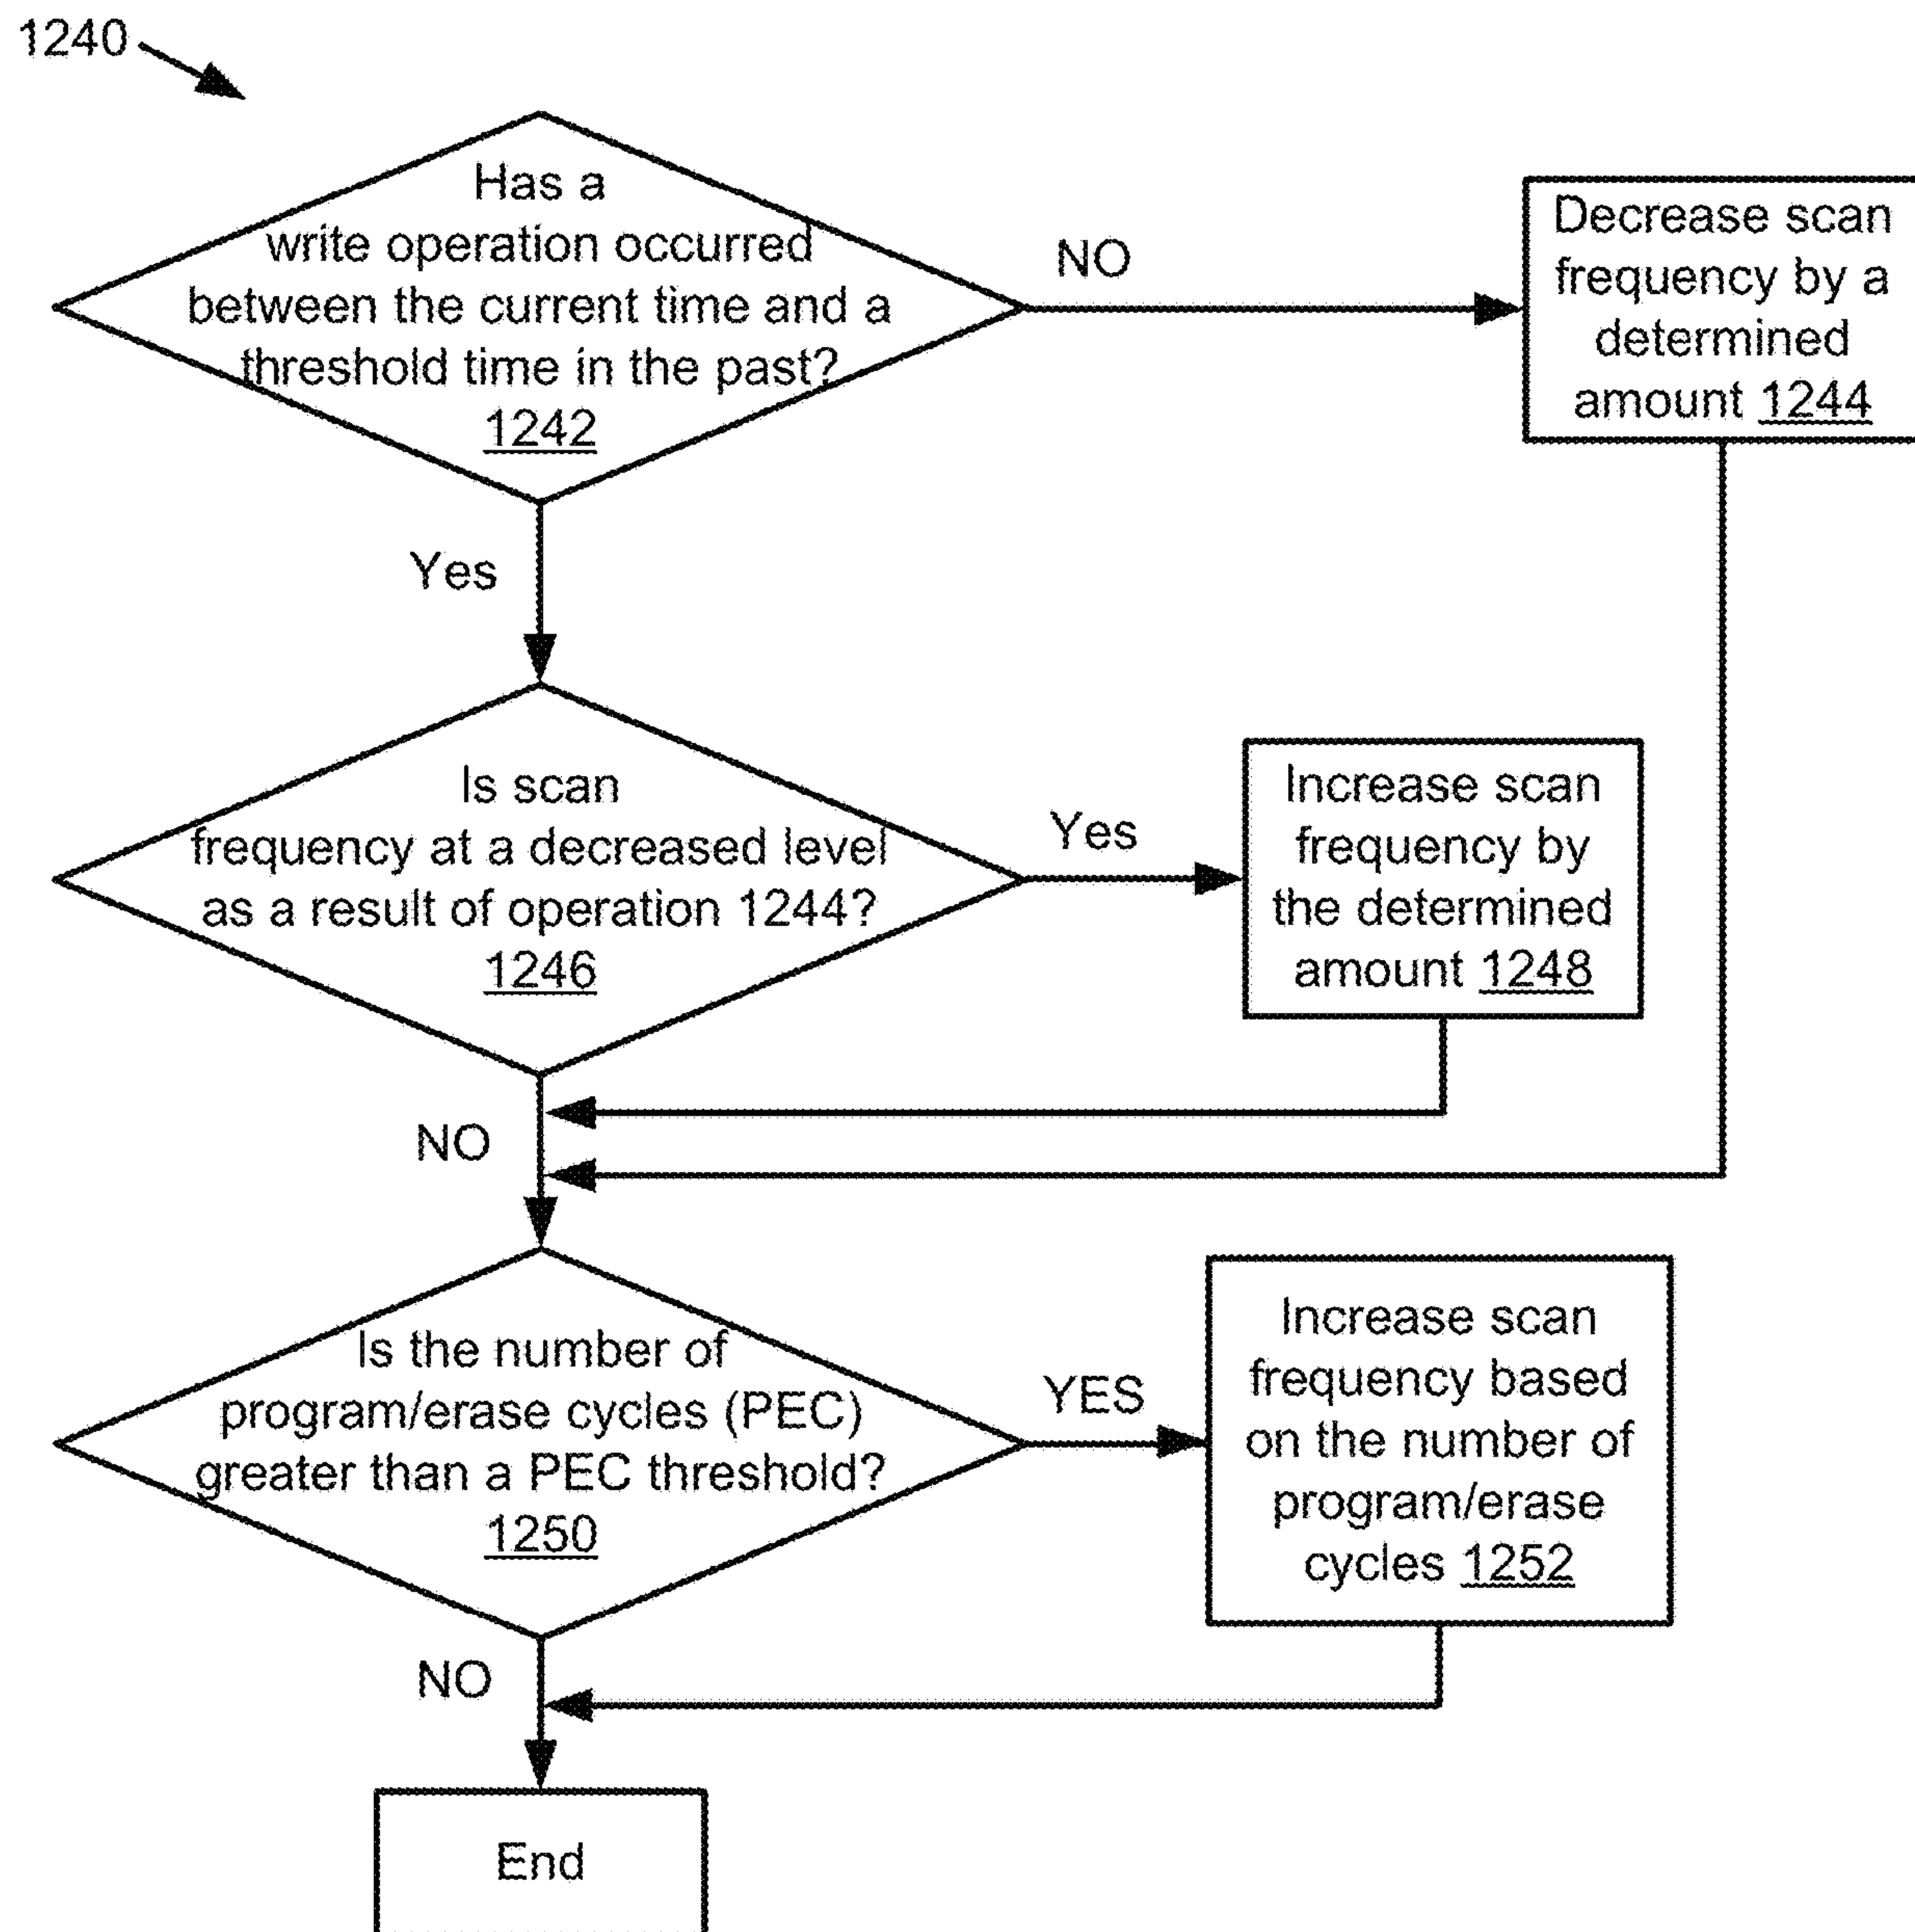 1240
Has a
write operation occurred
between the current time and a
threshold time in the past?
1242
NO
Decrease scan
frequency by a
determined
amount 1244
Yes
Is scan
frequency at a decreased level
as a result of operation 1244?
1246
Yes
Increase scan
frequency by
the determined
amount 1248
NO
Is the number of
program/erase cycles (PEC)
greater than a PEC threshold?
1250
YES
Increase scan
frequency based
on the number of
program/erase
cycles 1252
NO
End